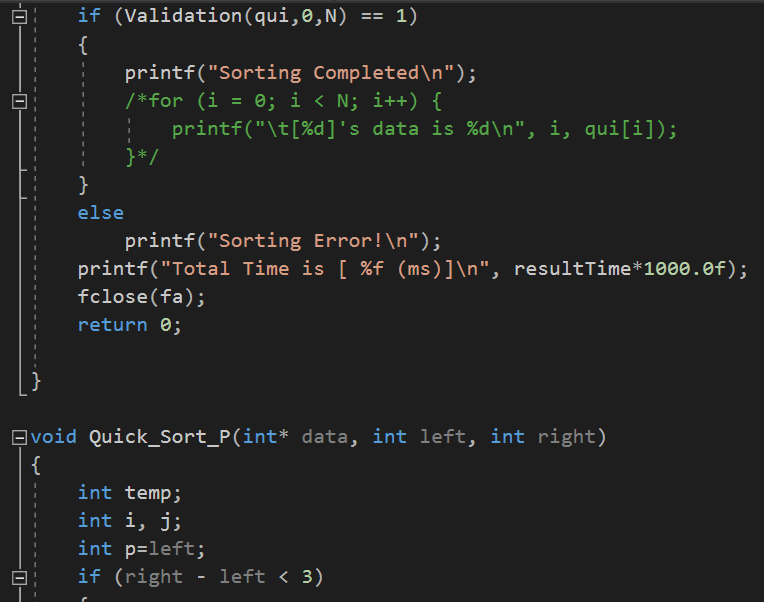 if (Validation(qui,0,N) == 1)
{
printf("Sorting Completed\n");
/*for (i = 0; i < N; i++) {
printf("\t[%d]'s data is %d\n", i, qui[i]);
}*/
}
else
printf("Sorting Error!\n");
printf("Total Time is [ %f (ms)]\n", resultTime*1000.0f);
fclose(fa);
return 0;
}
void Quick_Sort_P(int* data, int left, int right)
{
int temp;
int i, j;
int p=left;
if (right - left < 3)
{